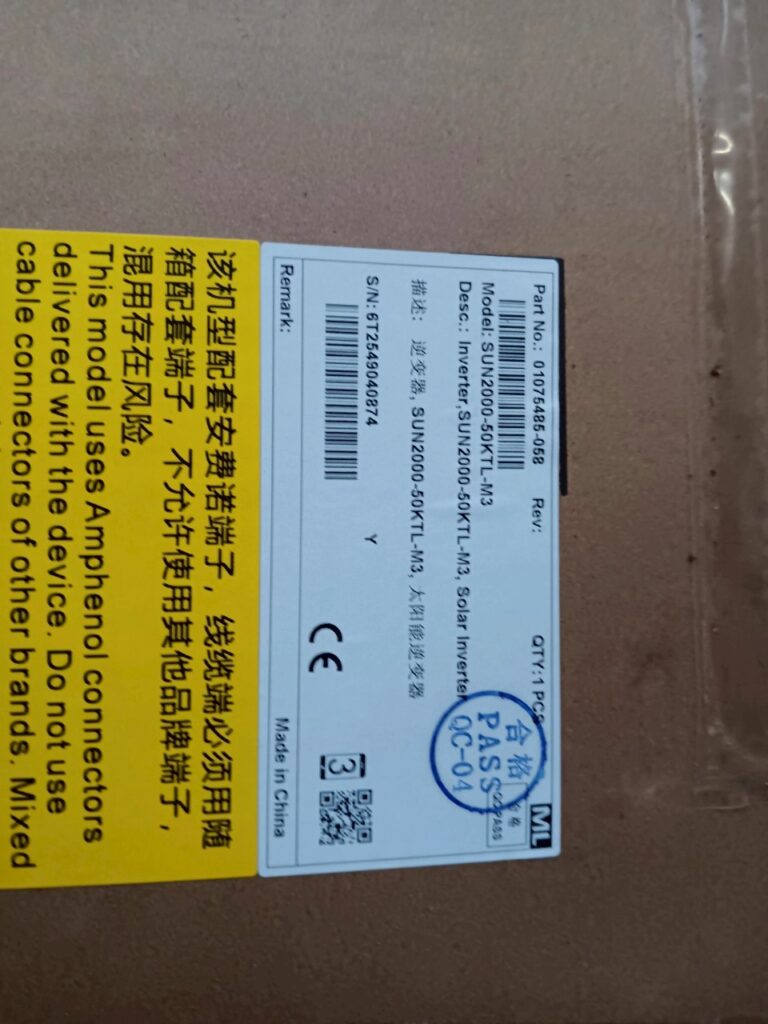 ML
Part No.: 01075485-058 Rev: QTY:1 PCS
Model: SUN2000-50KTL-M3
Desc.: Inverter,SUN2000-50KTL-M3, Solar Inverter
合格
PASS
QC-04
QC PASS
描述: 逆变器, SUN2000-50KTL-M3, 太阳能逆变器
S/N: 6T2549040874 Y
CE
3
Remark: Made in China
该机型配套安费诺端子，线缆端必须用随
箱配套端子，不允许使用其他品牌端子，
混用存在风险。
This model uses Amphenol connectors
delivered with the device. Do not use
cable connectors of other brands. Mixed